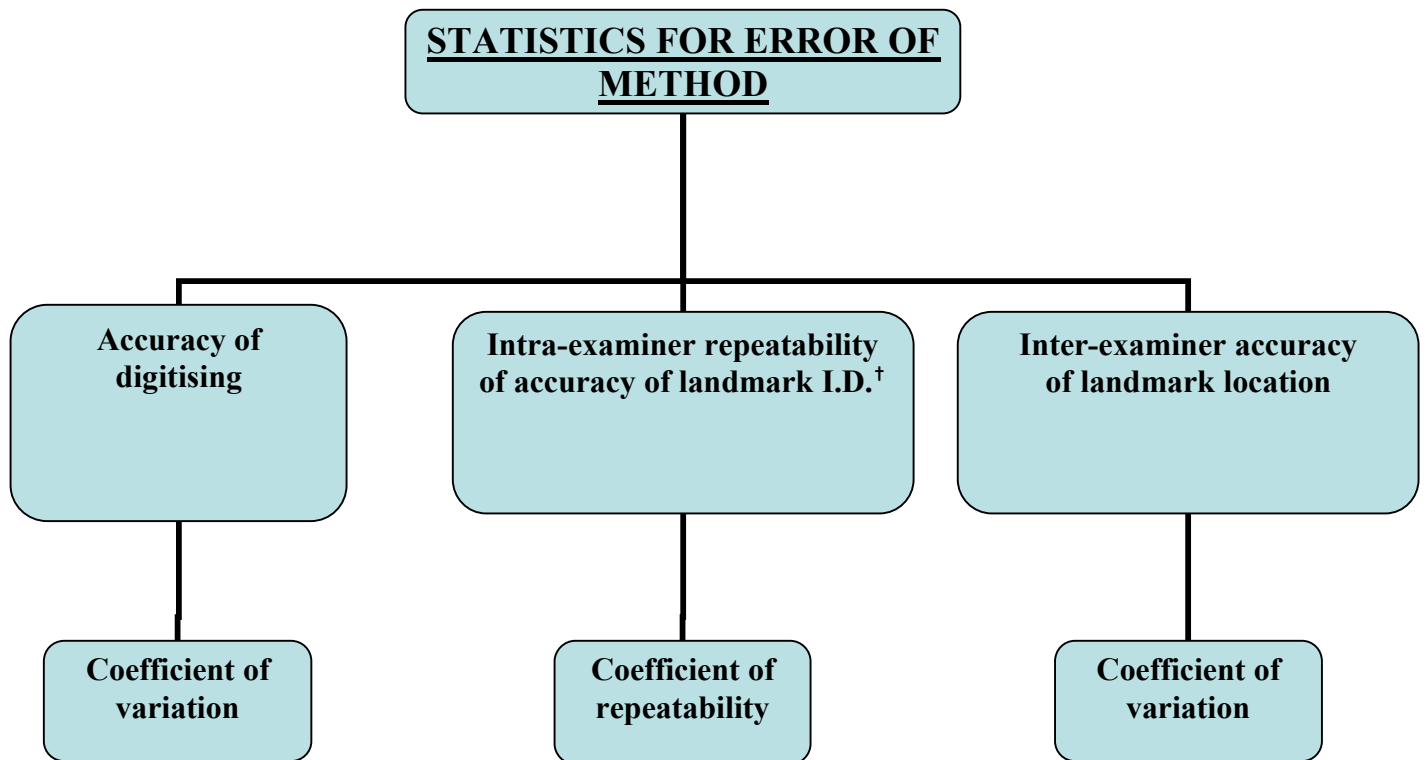 STATISTICS FOR ERROR OF
METHOD
Accuracy of
digitising
Intra-examiner repeatability
of accuracy of landmark I.D.†
Inter-examiner accuracy
of landmark location
Coefficient of
variation
Coefficient of
repeatability
Coefficient of
variation